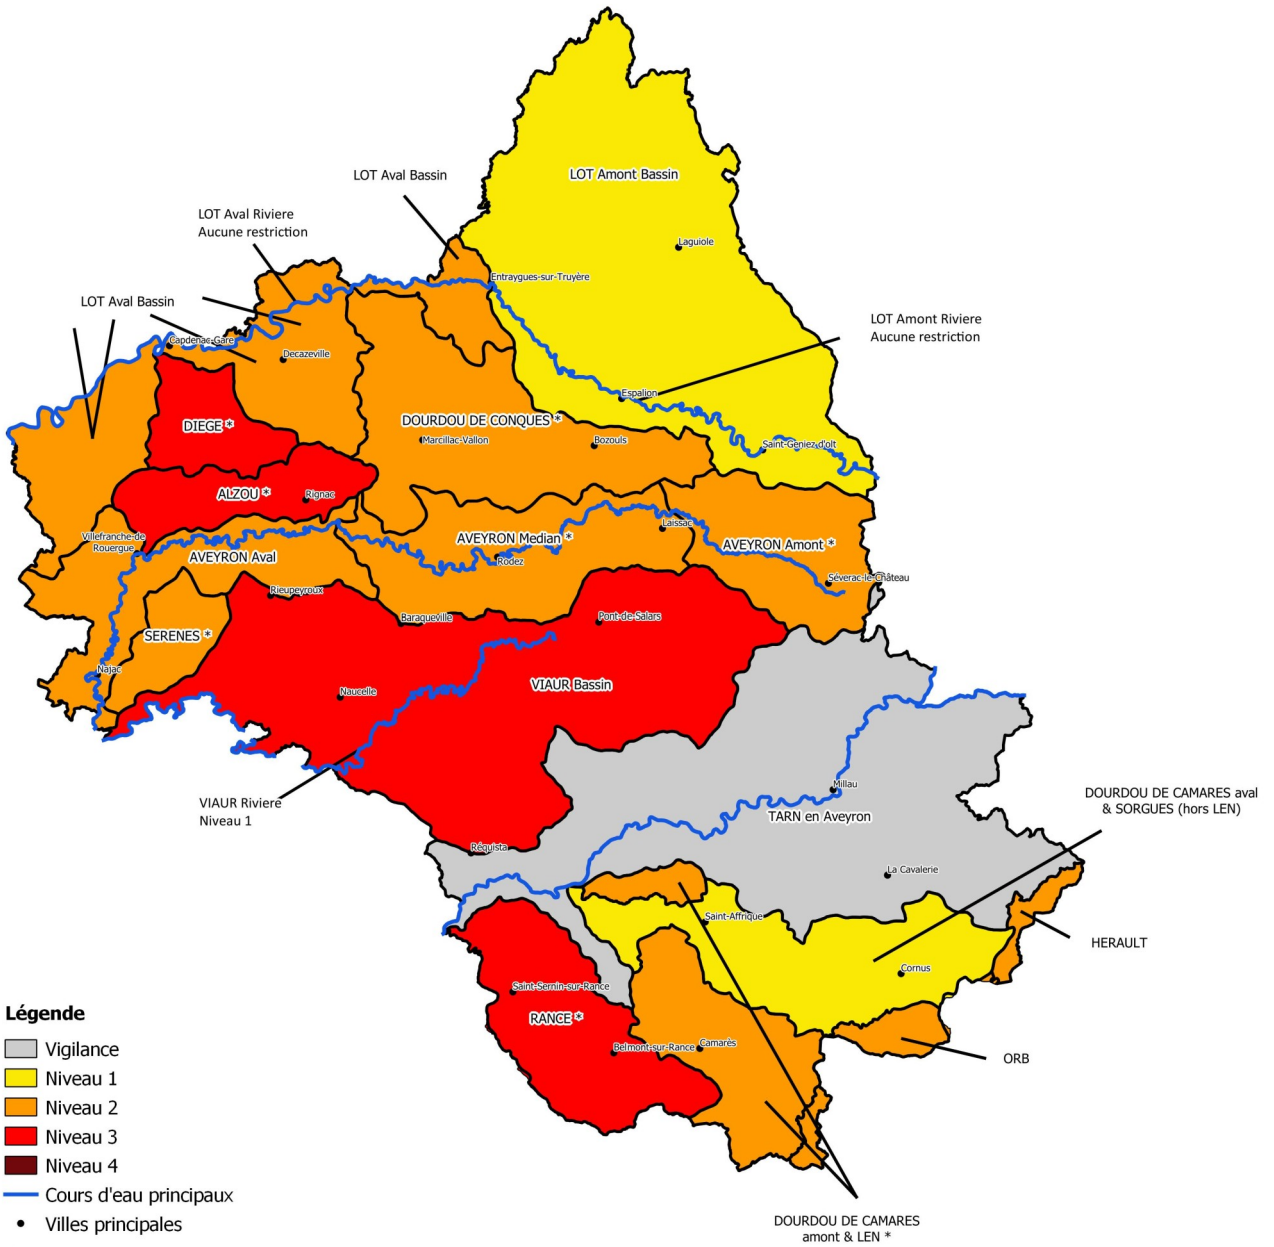 LOT Aval Bassin
LOT Amont Bassin
LOT Aval Riviere
Aucune restriction
Laguiole
Entraygues-sur-Truyère
LOT Aval Bassin
LOT Amont Riviere
Aucune restriction
Capdenac-Gare
Decazeville
Espalion
DIEGE *
DOURDOU DE CONQUES *
Marcillac-Vallon
Bozouls
Saint-Geniez d'olt
ALZOU *
Rignac
Villefranche-de
Rouergue
AVEYRON Aval
AVEYRON Median *
Rodez
Laissac
AVEYRON Amont *
Séverac-le-Château
Rieupeyroux
Baraqueville
Pont-de-Salars
SERENES *
Najac
Naucelle
VIAUR Bassin
VIAUR Riviere
Niveau 1
Millau
TARN en Aveyron
DOURDOU DE CAMARES aval
& SORGUES (hors LEN)
Réquista
La Cavalerie
Saint-Affrique
HERAULT
Cornus
Saint-Sernin-sur-Rance
RANCE *
Belmont-sur-Rance
Camarès
ORB
Légende
Vigilance
Niveau 1
Niveau 2
Niveau 3
Niveau 4
Cours d'eau principaux
Villes principales
DOURDOU DE CAMARES
amont & LEN *